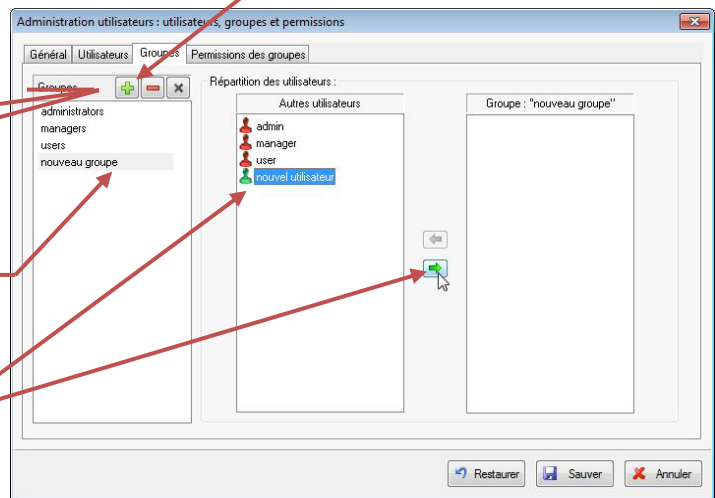 Administration utilisateurs : utilisateurs, groupes et permissions
Général Utilisateurs Groupes Permissions des groupes
Groupes
administrators
managers
users
nouveau groupe
Répartition des utilisateurs :
Autres utilisateurs
admin
manager
user
nouvel utilisateur
Groupe : "nouveau groupe"
Restaurer Sauver Annuler